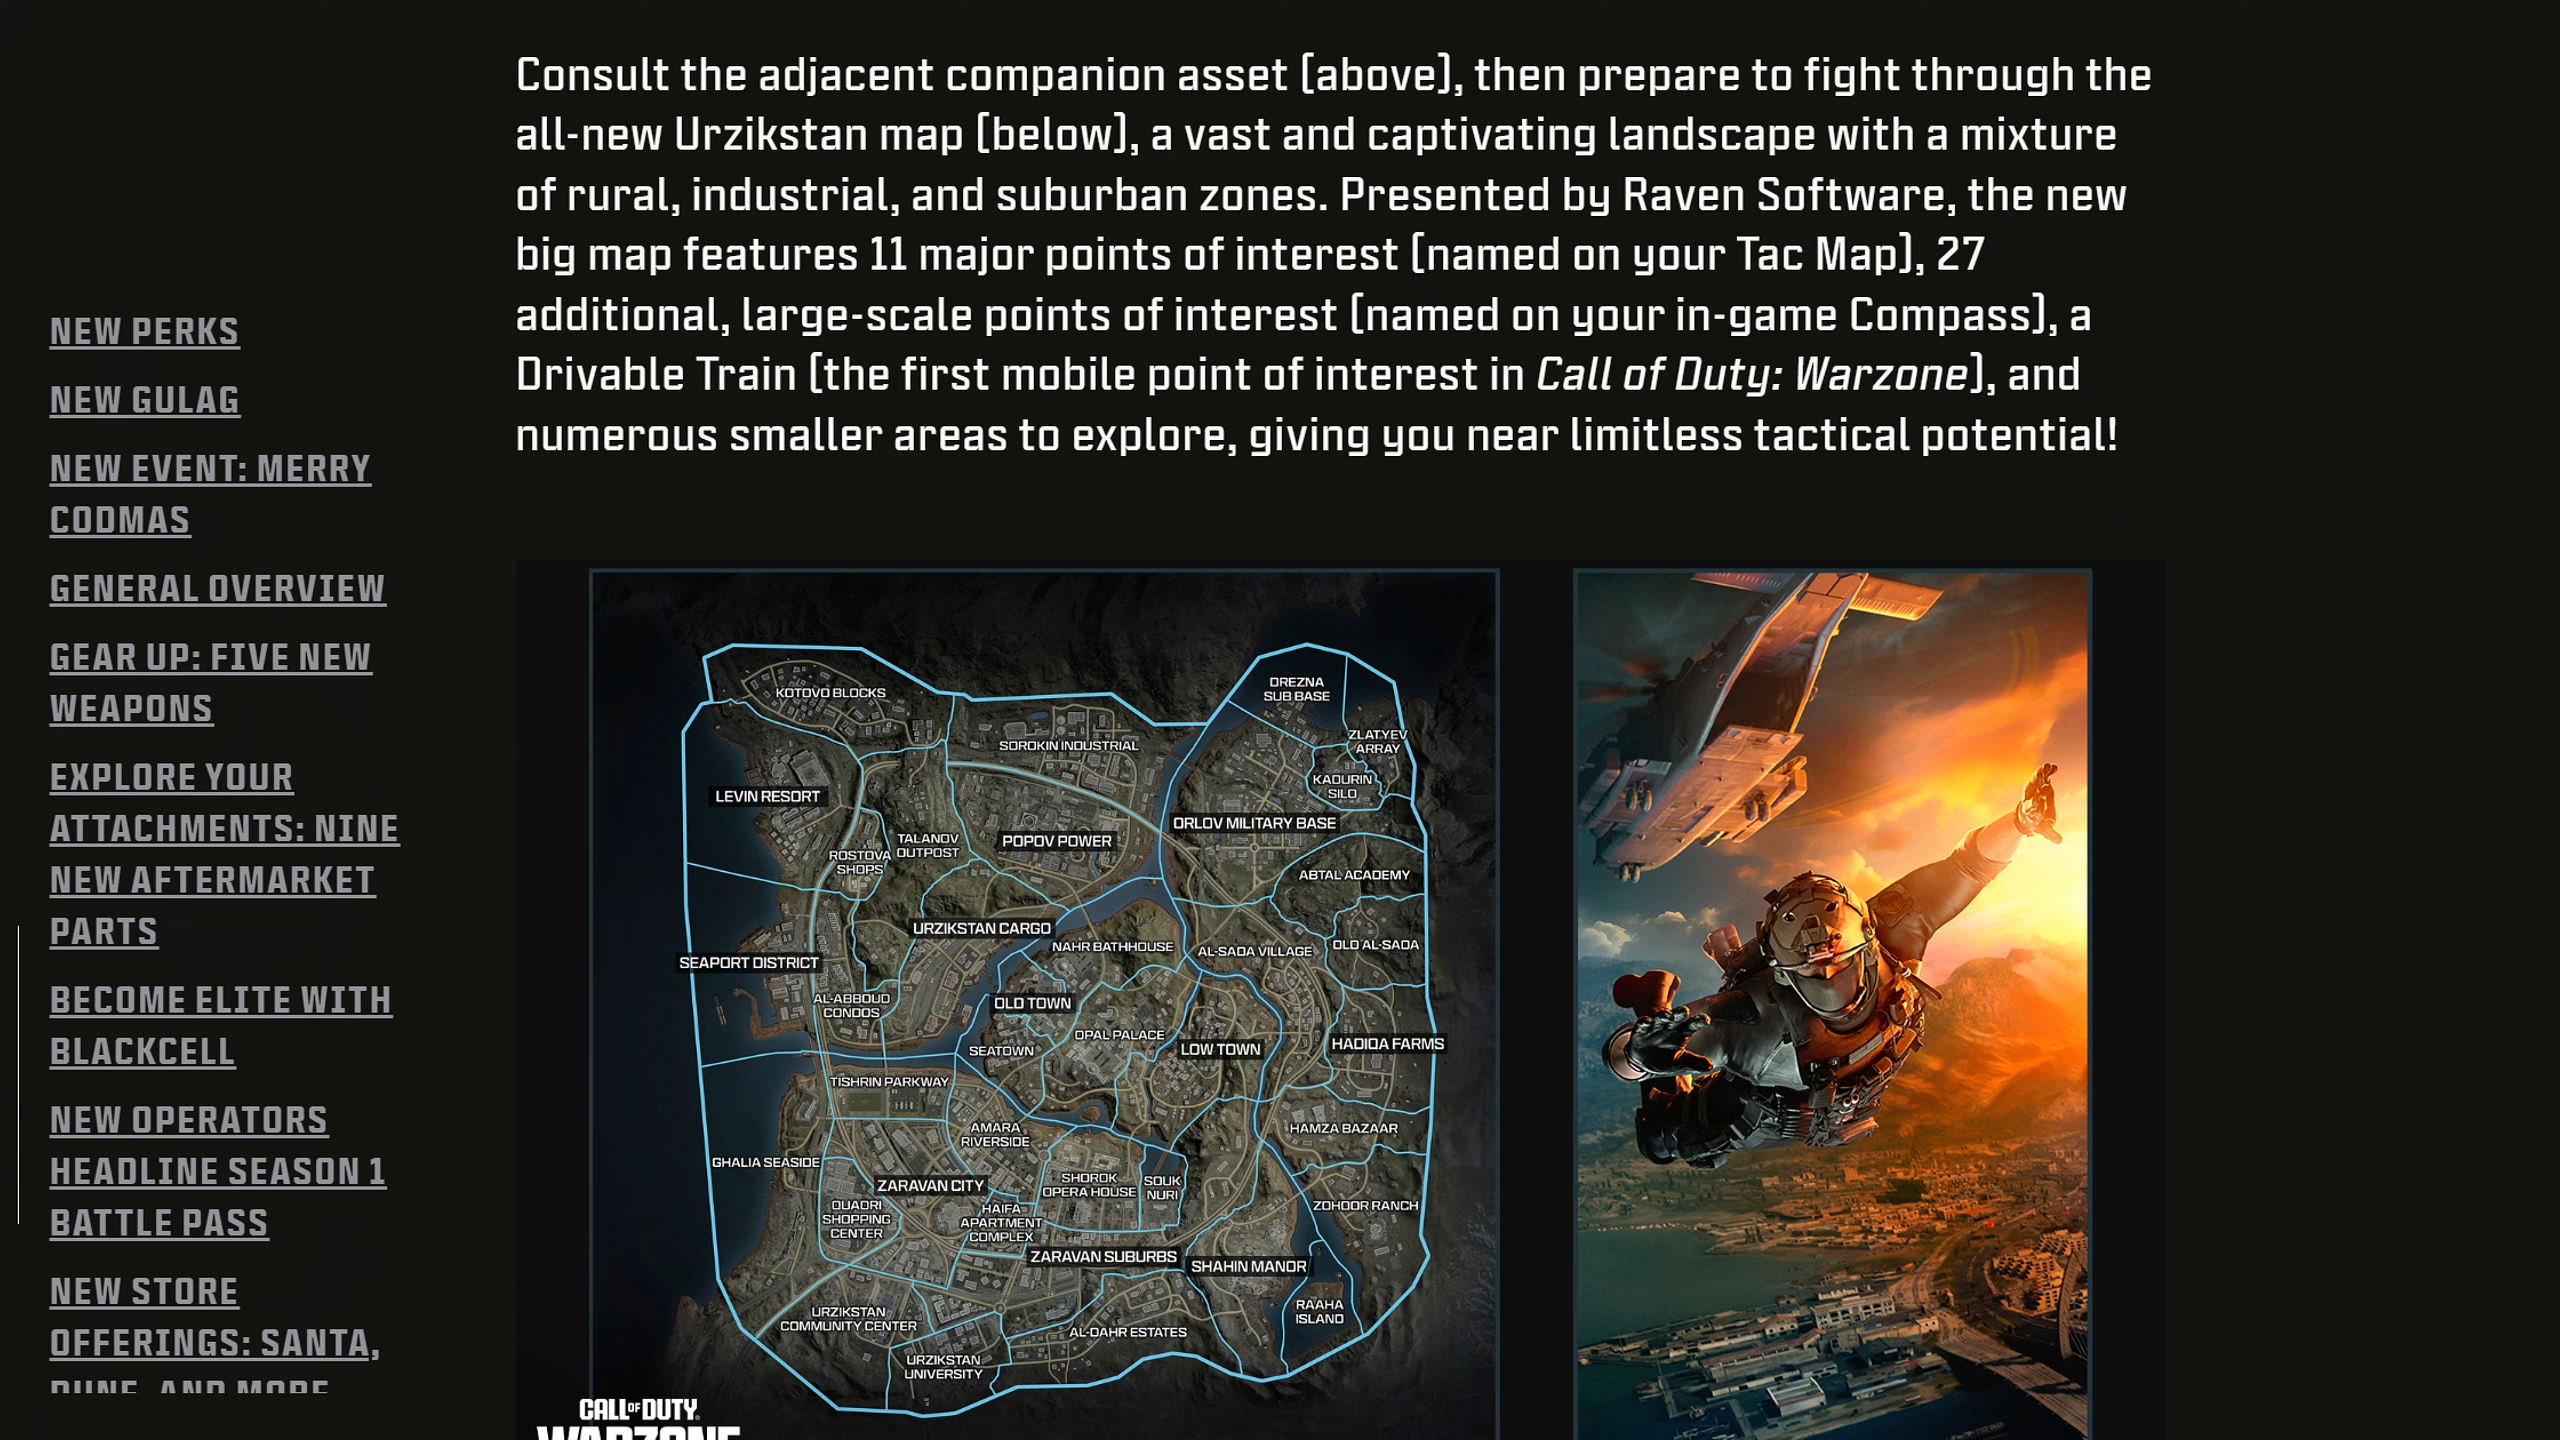 Consult the adjacent companion asset (above), then prepare to fight through the
all-new Urzikstan map (below), a vast and captivating landscape with a mixture
of rural, industrial, and suburban zones. Presented by Raven Software, the new
big map features 11 major points of interest (named on your Tac Map), 27
additional, large-scale points of interest (named on your in-game Compass), a
Drivable Train (the first mobile point of interest in Call of Duty: Warzone), and
numerous smaller areas to explore, giving you near limitless tactical potential!
NEW PERKS
NEW GULAG
NEW EVENT: MERRY
CODMAS
GENERAL OVERVIEW
GEAR UP: FIVE NEW
WEAPONS
EXPLORE YOUR
ATTACHMENTS: NINE
NEW AFTERMARKET
PARTS
BECOME ELITE WITH
BLACKCELL
NEW OPERATORS
HEADLINE SEASON 1
BATTLE PASS
NEW STORE
OFFERINGS: SANTA,
DUNE, AND MORE
KOTOVO BLOCKS
DREZNA
SUB BASE
SOROKIN INDUSTRIAL
ZLATYEV
ARRAY
KADURIN
SILO
LEVIN RESORT
ORLOV MILITARY BASE
TALANOV
OUTPOST
POPOV POWER
ROSTOVA
SHOPS
ABTAL ACADEMY
URZIKSTAN CARGO
NAHR BATHHOUSE
AL-SADA VILLAGE
OLD AL-SADA
SEAPORT DISTRICT
AL-ABBOUD
CONDOS
OLD TOWN
OPAL PALACE
SEATOWN
LOW TOWN
HADIQA FARMS
TISHRIN PARKWAY
AMARA
RIVERSIDE
HAMZA BAZAAR
GHALIA SEASIDE
ZARAVAN CITY
SHOROK
OPERA HOUSE
SOUK
NURI
QUADRI
SHOPPING
CENTER
HAIFA
APARTMENT
COMPLEX
ZOHOOR RANCH
ZARAVAN SUBURBS
SHAHIN MANOR
URZIKSTAN
COMMUNITY CENTER
RAAHA
ISLAND
AL-DAHR ESTATES
URZIKSTAN
UNIVERSITY
CALL OF DUTY
WARZONE